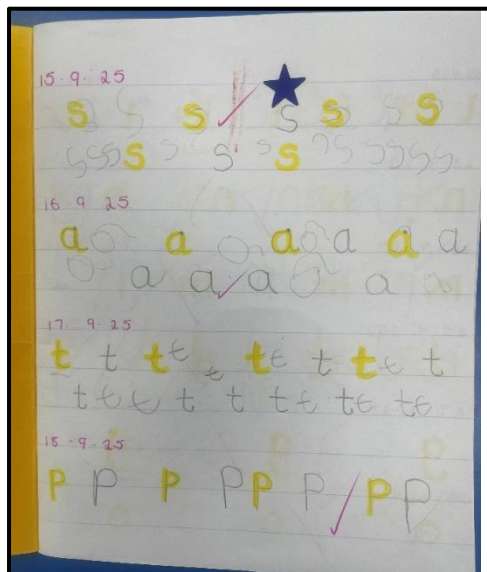 15.9.25
s s s s s s s
s s s s s s s s s s s s s
16 9 25
a a a a a a a a a
a a a a a a a a
17 9.25
t t t t t t t t t t t
t t t t t t t t t t t
18.9.25
p p p p p p p p